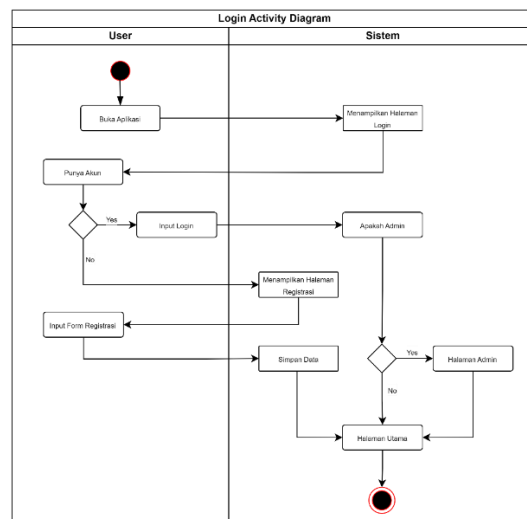 Login Activity Diagram
User
Sistem
Buka Aplikasi
Menampilkan Halaman
Login
Punya Akun
Yes
Input Login
Apakah Admin
No
Menampilkan Halaman
Registrasi
Input Form Registrasi
Simpan Data
Yes
Halaman Admin
No
Halaman Utama